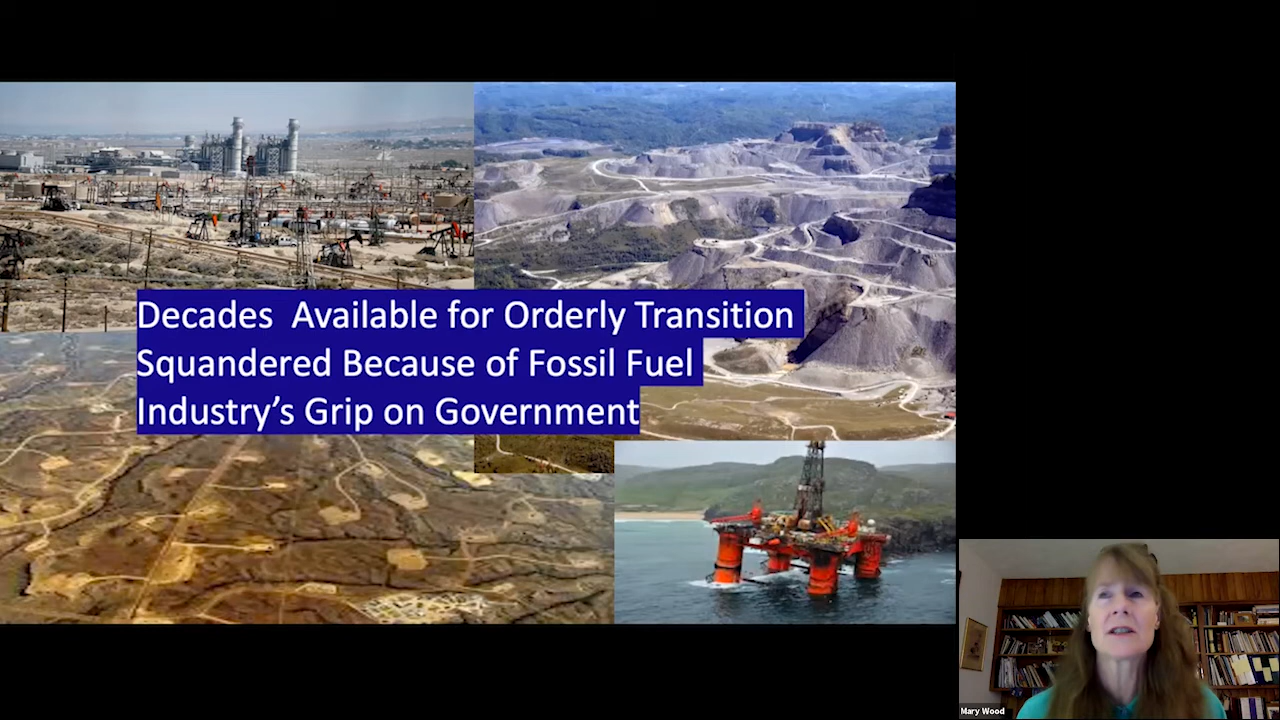 Decades  Available for Orderly Transition
Squandered Because of Fossil Fuel
Industry’s Grip on Government
Mary Wood